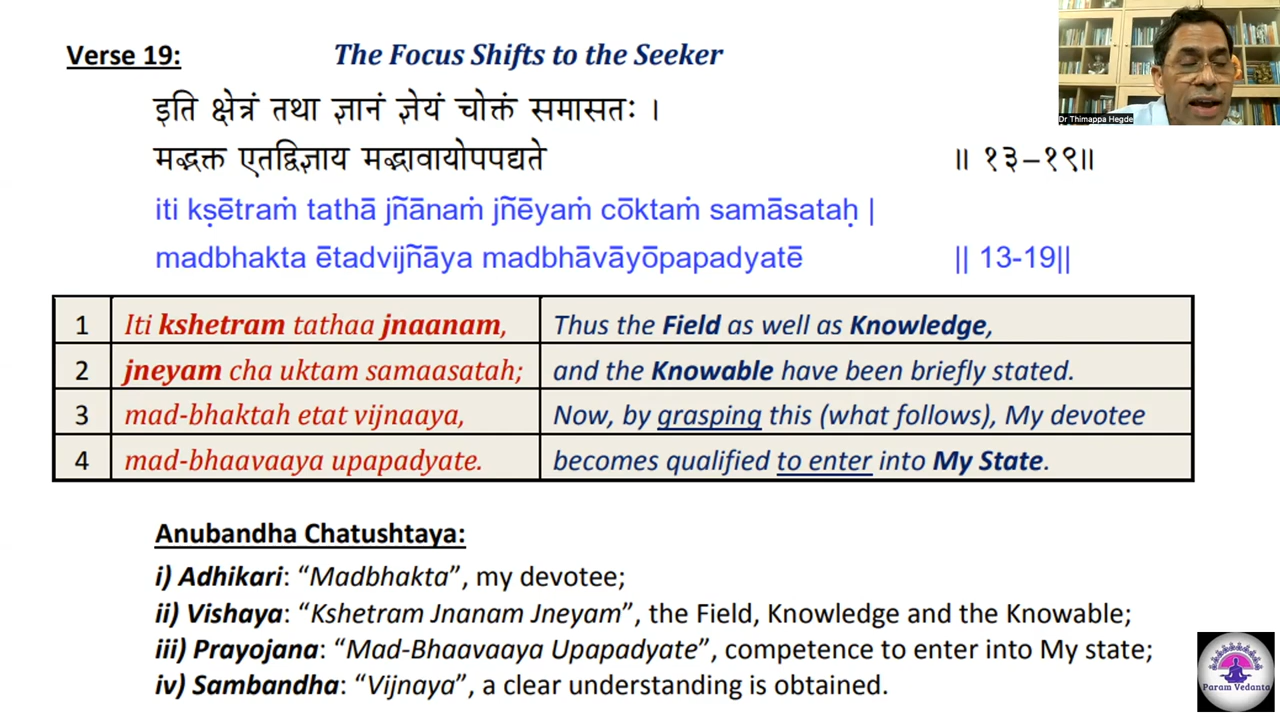 Verse 19:
The Focus Shifts to the Seeker
इति क्षेत्रं तथा ज्ञानं ज्ञेयं चोक्तं समासतः ।
मद्भक्त एतद्विज्ञाय मद्भावायोपपद्यते ॥ १३-१९॥
iti kṣētraṁ tathā jñānaṁ jñēyaṁ cōktaṁ samāsataḥ |
madbhakta ētadvijñāya madbhāvāyōpapadyatē || 13-19||
1 Iti kshetram tathaa jnaanam, Thus the Field as well as Knowledge,
2 jneyam cha uktam samaasatah; and the Knowable have been briefly stated.
3 mad-bhaktah etat vijnaaya, Now, by grasping this (what follows), My devotee
4 mad-bhaavaaya upapadyate. becomes qualified to enter into My State.
Anubandha Chatushtaya:
i) Adhikari: “Madbhakta”, my devotee;
ii) Vishaya: “Kshetram Jnanam Jneyam”, the Field, Knowledge and the Knowable;
iii) Prayojana: “Mad-Bhaavaaya Upapadyate”, competence to enter into My state;
iv) Sambandha: “Vijnaya”, a clear understanding is obtained.
Dr Thimappa Hegde
Param Vedanta